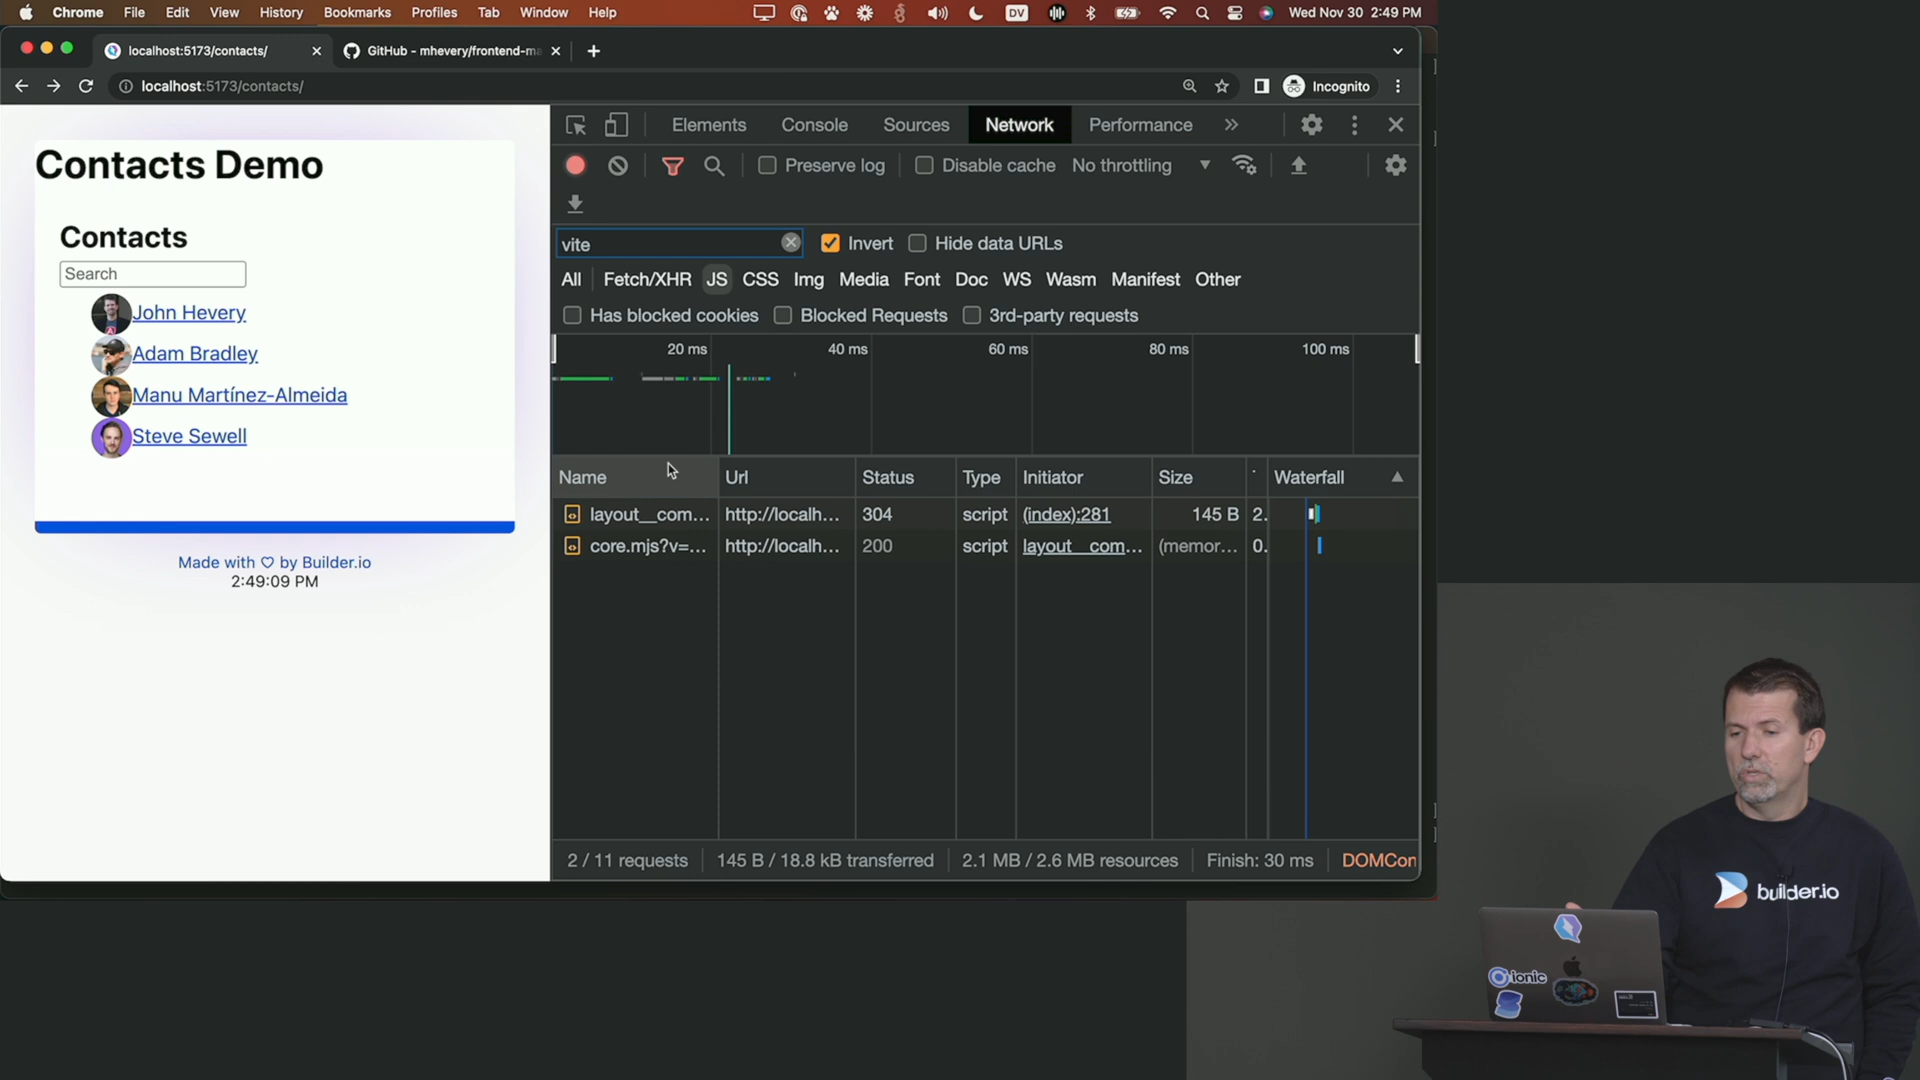 Chrome File Edit View History Bookmarks Profiles Tab Window Help DV Wed Nov 30 2:49 PM
localhost:5173/contacts/ GitHub - mhevery/frontend-ma
localhost:5173/contacts/ Incognito
Contacts Demo
Contacts
Search
John Hevery
Adam Bradley
Manu Martínez-Almeida
Steve Sewell
Made with ♡ by Builder.io
2:49:09 PM
Elements Console Sources Network Performance »
Preserve log Disable cache No throttling
vite Invert Hide data URLs
All Fetch/XHR JS CSS Img Media Font Doc WS Wasm Manifest Other
Has blocked cookies Blocked Requests 3rd-party requests
20 ms 40 ms 60 ms 80 ms 100 ms
Name Url Status Type Initiator Size Waterfall
layout__com... http://localh... 304 script (index):281 145 B 2.
core.mjs?v=... http://localh... 200 script layout__com... (memor... 0.
2 / 11 requests 145 B / 18.8 kB transferred 2.1 MB / 2.6 MB resources Finish: 30 ms DOMCon
builder.io
ionic